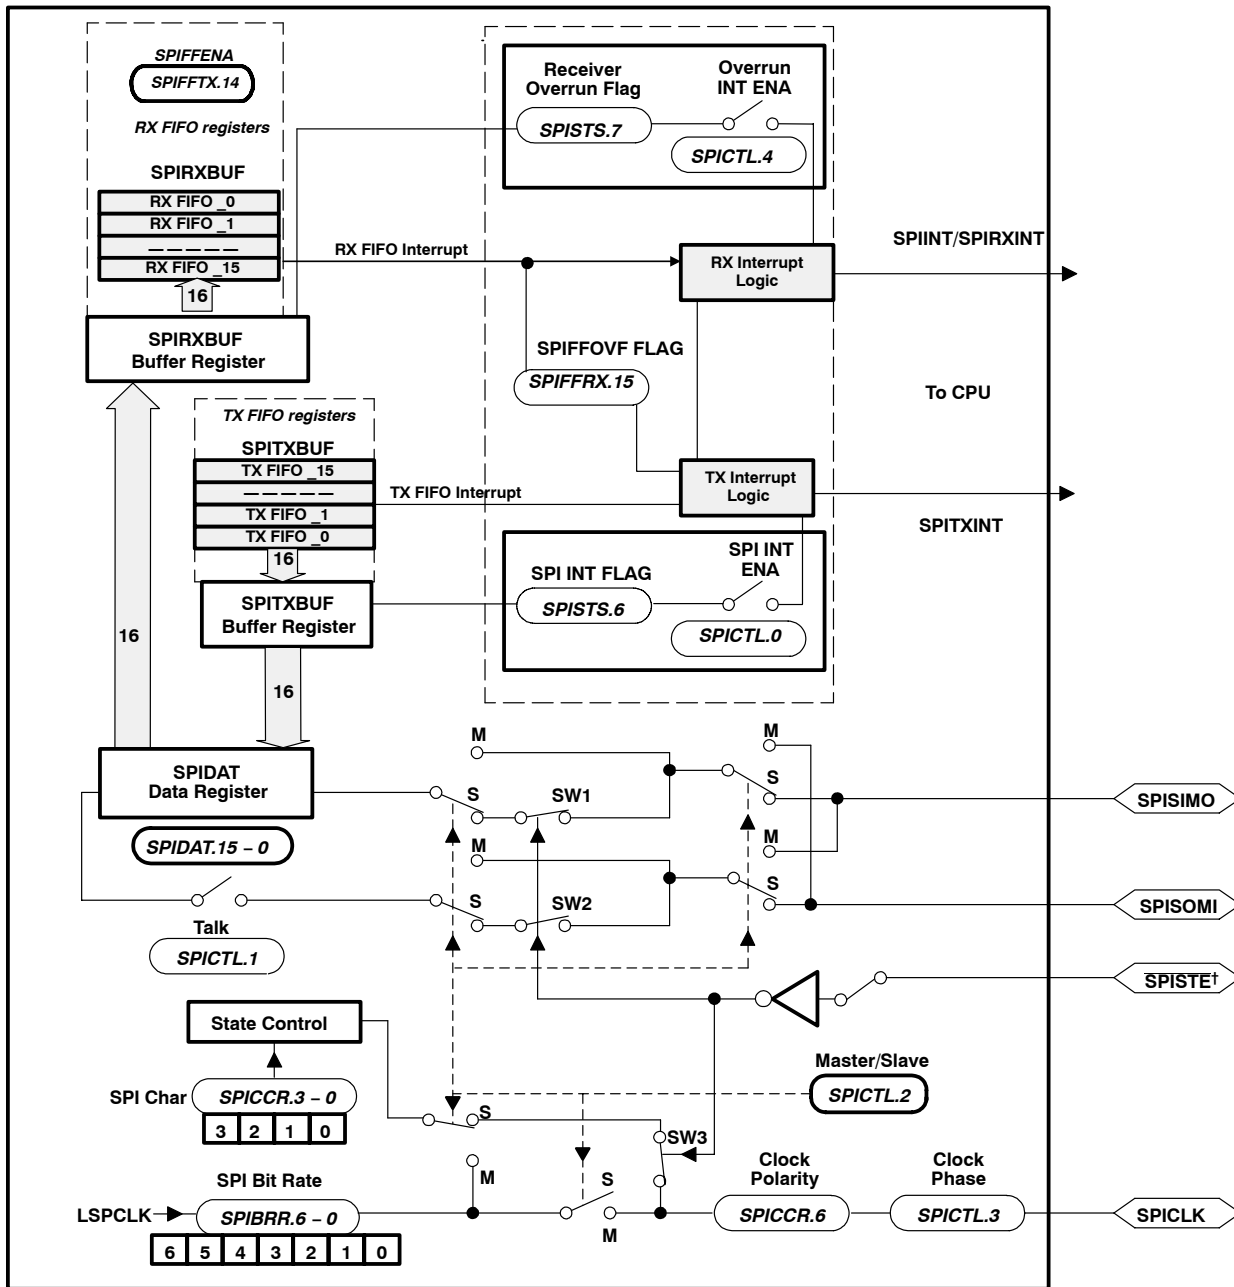 SPIFFENA
SPIFFTX.14
RX FIFO registers
SPIRXBUF
RX FIFO _0
RX FIFO _1
— — — — —
RX FIFO _15
16
SPIRXBUF
Buffer Register
Receiver
Overrun Flag
SPISTS.7
Overrun
INT ENA
SPICTL.4
RX FIFO Interrupt
RX Interrupt
Logic
SPIINT/SPIRXINT
SPIFFOVF FLAG
SPIFFRX.15
To CPU
TX FIFO registers
SPITXBUF
TX FIFO _15
— — — — —
TX FIFO _1
TX FIFO _0
16
TX FIFO Interrupt
TX Interrupt
Logic
SPITXINT
SPITXBUF
Buffer Register
SPI INT FLAG
SPISTS.6
SPI INT
ENA
SPICTL.0
16
16
SPIDAT
Data Register
SPIDAT.15 – 0
M
S
SW1
M
S
SPISIMO
M
S
SW2
M
S
SPISOMI
Talk
SPICTL.1
SPISTE†
State Control
Master/Slave
SPICTL.2
SPI Char
SPICCR.3 – 0
3 2 1 0
S
M
SW3
S
M
SPI Bit Rate
LSPCLK
SPIBRR.6 – 0
6 5 4 3 2 1 0
Clock
Polarity
SPICCR.6
Clock
Phase
SPICTL.3
SPICLK